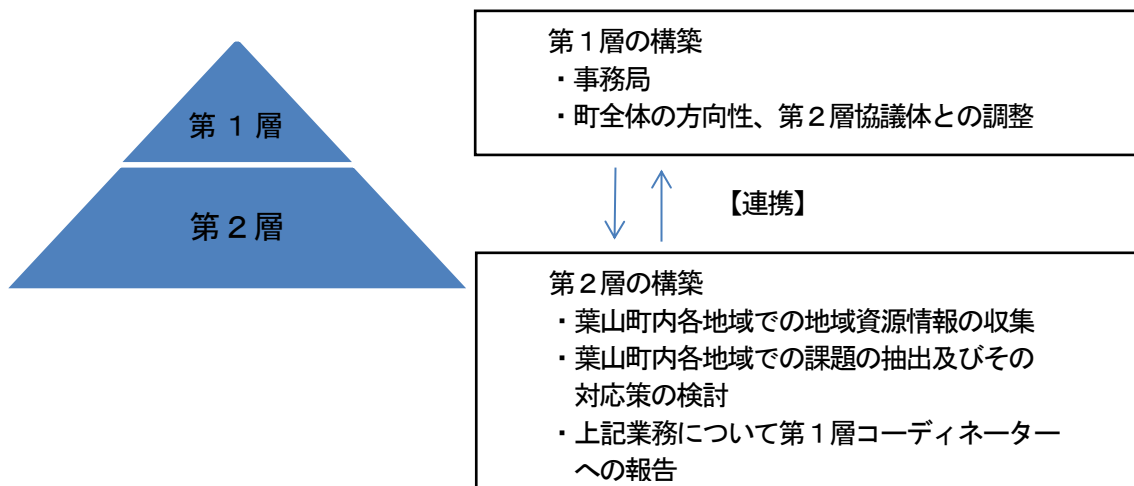 第１層
第２層
第１層の構築
・事務局
・町全体の方向性、第２層協議体との調整
【連携】
第２層の構築
・葉山町内各地域での地域資源情報の収集
・葉山町内各地域での課題の抽出及びその
対応策の検討
・上記業務について第１層コーディネーター
への報告